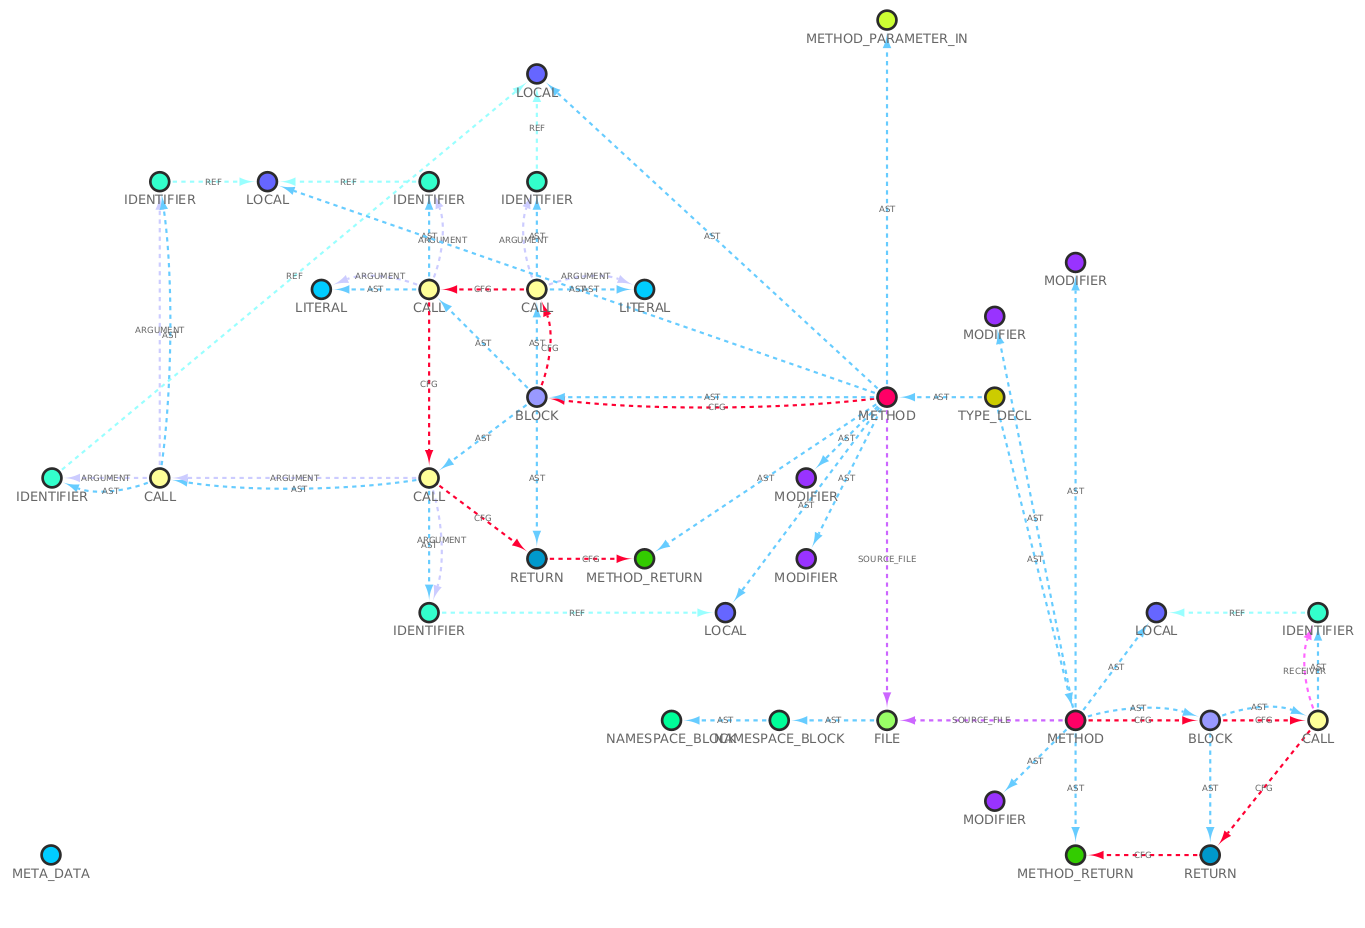 METHOD_PARAMETER_IN
LOCAL
REF
IDENTIFIER
REF
LOCAL
REF
IDENTIFIER
IDENTIFIER
AST
AST
ARGUMENT
AST
ARGUMENT
AST
MODIFIER
REF
ARGUMENT
AST
ARGUMENT
AST
AST
LITERAL
CALL
CFG
CALL
LITERAL
MODIFIER
ARGUMENT
AST
AST
AST
CFG
CFG
AST
CFG
AST
AST
BLOCK
METHOD
TYPE_DECL
AST
AST
ARGUMENT
AST
IDENTIFIER
CALL
ARGUMENT
AST
CALL
AST
AST
AST
MODIFIER
AST
AST
CFG
AST
ARGUMENT
AST
CFG
RETURN
METHOD_RETURN
MODIFIER
SOURCE_FILE
AST
IDENTIFIER
REF
LOCAL
LOCAL
REF
IDENTIFIER
AST
RECEIVER
AST
AST
AST
NAMESPACE_BLOCK
AST
NAMESPACE_BLOCK
AST
FILE
SOURCE_FILE
METHOD
CFG
BLOCK
CFG
CALL
AST
AST
AST
CFG
MODIFIER
META_DATA
METHOD_RETURN
CFG
RETURN